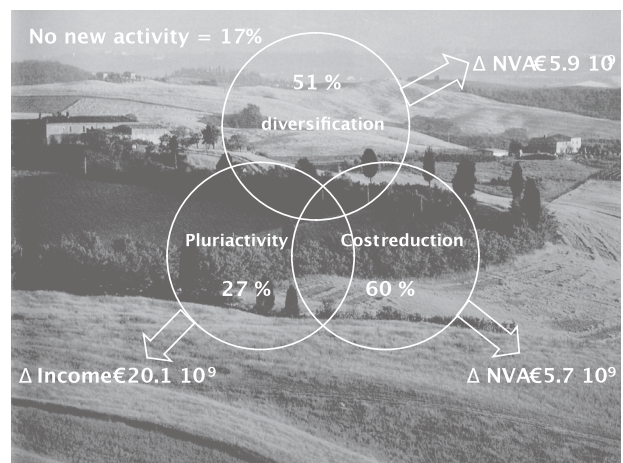 No new activity = 17%
Δ NVA€5.9 10⁹
51 %
diversification
Pluriactivity
Costreduction
27 %
60 %
Δ Income€20.1 10⁹
Δ NVA€5.7 10⁹